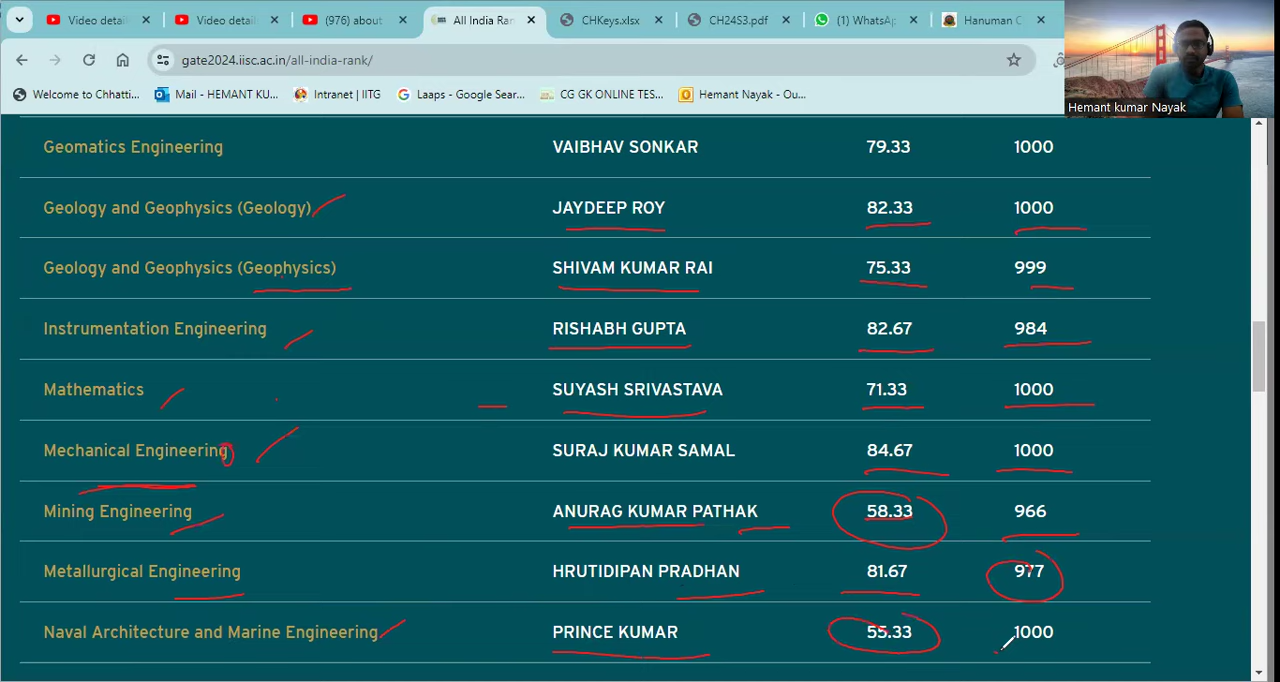 Video detail
Video detail
(976) about
All India Ran
CHKeys.xlsx
CH24S3.pdf
(1) WhatsAp
Hanuman C
gate2024.iisc.ac.in/all-india-rank/
Welcome to Chhatti...
Mail - HEMANT KU...
Intranet | IITG
Laaps - Google Sear...
CG GK ONLINE TES...
Hemant Nayak - Ou...
Hemant kumar Nayak
Geomatics Engineering VAIBHAV SONKAR 79.33 1000
Geology and Geophysics (Geology) JAYDEEP ROY 82.33 1000
Geology and Geophysics (Geophysics) SHIVAM KUMAR RAI 75.33 999
Instrumentation Engineering RISHABH GUPTA 82.67 984
Mathematics SUYASH SRIVASTAVA 71.33 1000
Mechanical Engineering SURAJ KUMAR SAMAL 84.67 1000
Mining Engineering ANURAG KUMAR PATHAK 58.33 966
Metallurgical Engineering HRUTIDIPAN PRADHAN 81.67 977
Naval Architecture and Marine Engineering PRINCE KUMAR 55.33 1000